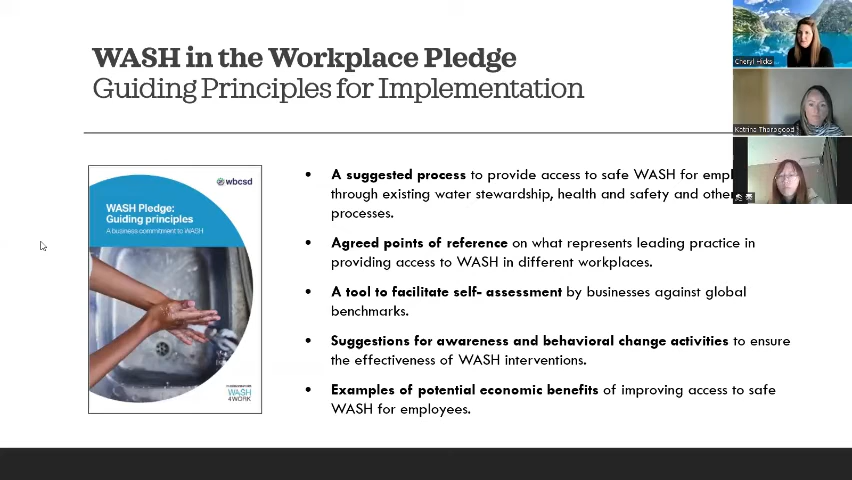 WASH in the Workplace Pledge
Guiding Principles for Implementation
wbcsd
WASH Pledge:
Guiding principles
A business commitment to WASH
WASH
4WORK
• A suggested process to provide access to safe WASH for
through existing water stewardship, health and safety and other
processes.
• Agreed points of reference on what represents leading practice in
providing access to WASH in different workplaces.
• A tool to facilitate self- assessment by businesses against global
benchmarks.
• Suggestions for awareness and behavioral change activities to ensure
the effectiveness of WASH interventions.
• Examples of potential economic benefits of improving access to safe
WASH for employees.
Cheryl Hicks
Katrina Thorogood